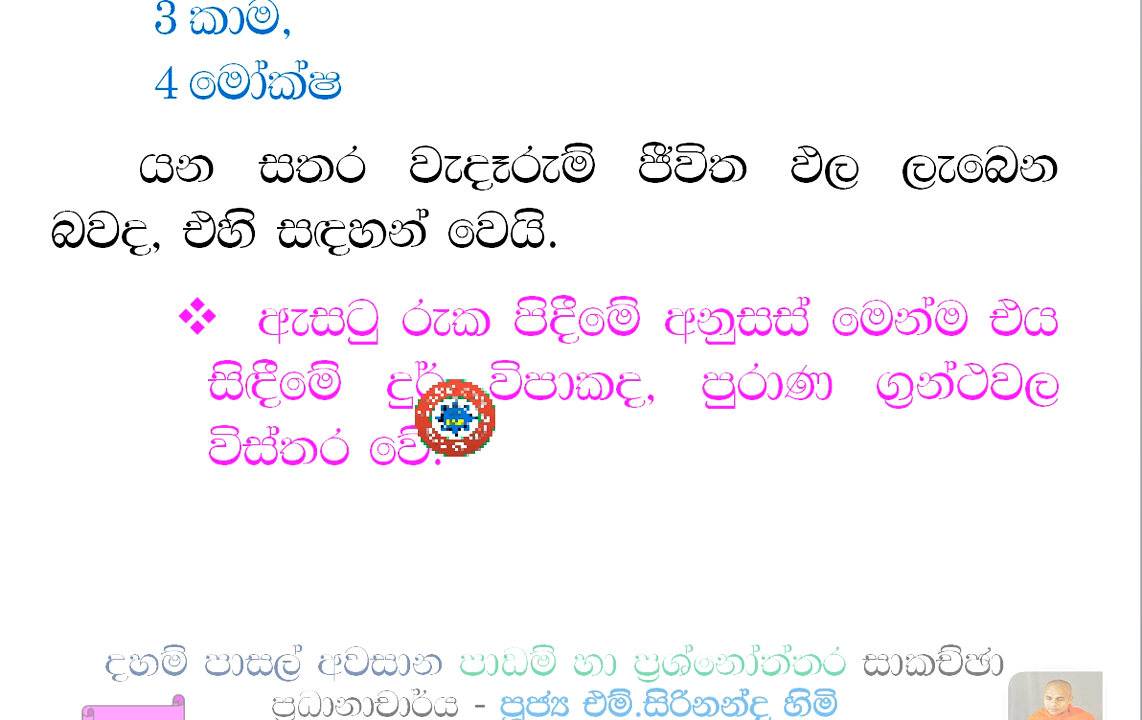 3 කාම,
4 මෝක්ෂ
යන සතර වැදෑරුම් ජීවිත ඵල ලැබෙන
බවද, එහි සඳහන් වෙයි.
❖ ඇසටු රුක පිදීමේ අනුසස් මෙන්ම එය
සිඳීමේ දුර් විපාකද, පුරාණ ග්‍රන්ථවල
විස්තර වේ.
දහම් පාසල් අවසාන පාඩම් හා ප්‍රශ්නෝත්තර සාකච්ඡා
ප්‍රධානාචාර්ය - පූජ්‍ය එම්.සිරිනන්ද හිමි